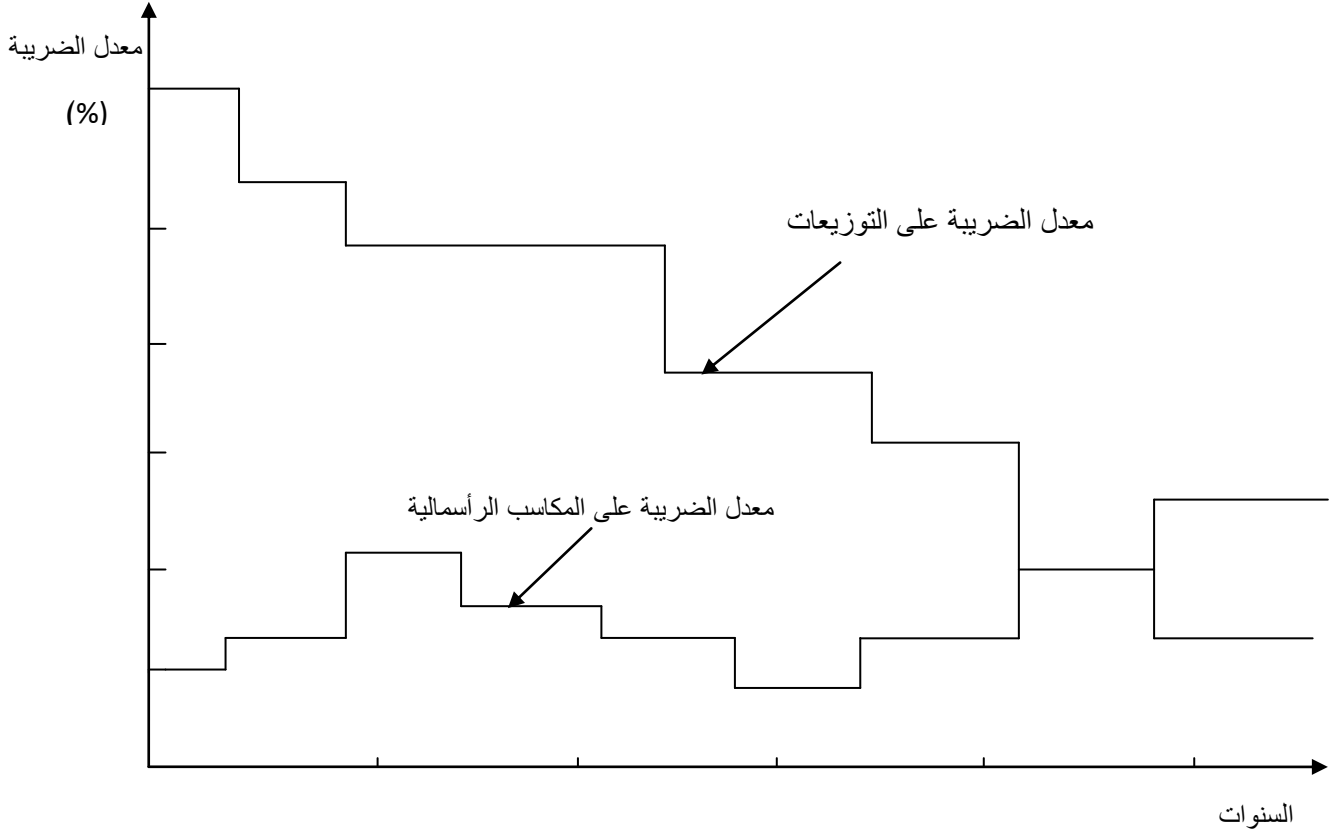 معدل الضريبة
(%)
معدل الضريبة على التوزيعات
معدل الضريبة على المكاسب الرأسمالية
السنوات